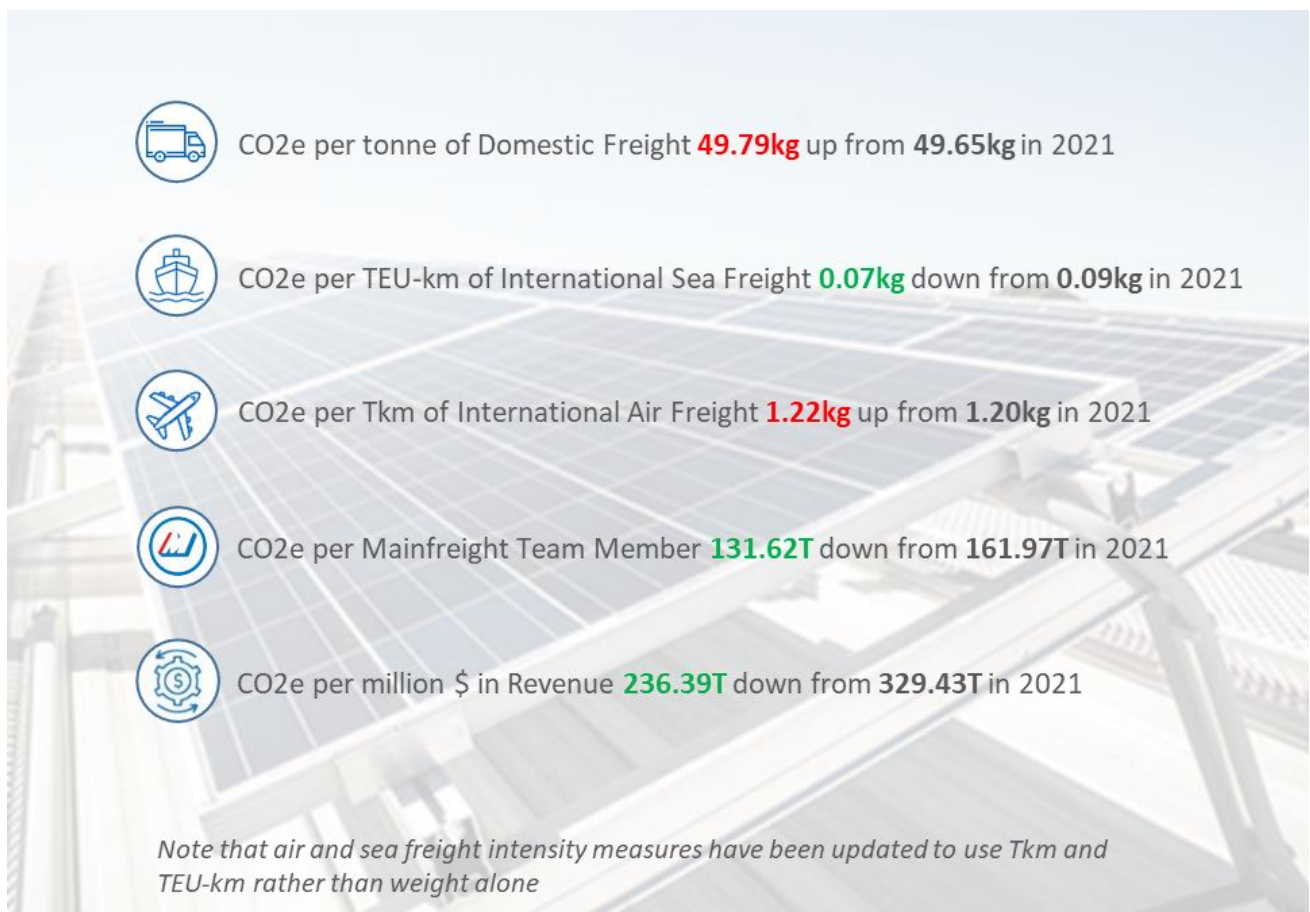 CO2e per tonne of Domestic Freight 49.79kg up from 49.65kg in 2021
CO2e per TEU-km of International Sea Freight 0.07kg down from 0.09kg in 2021
CO2e per Tkm of International Air Freight 1.22kg up from 1.20kg in 2021
CO2e per Mainfreight Team Member 131.62T down from 161.97T in 2021
$ CO2e per million $ in Revenue 236.39T down from 329.43T in 2021
Note that air and sea freight intensity measures have been updated to use Tkm and
TEU-km rather than weight alone